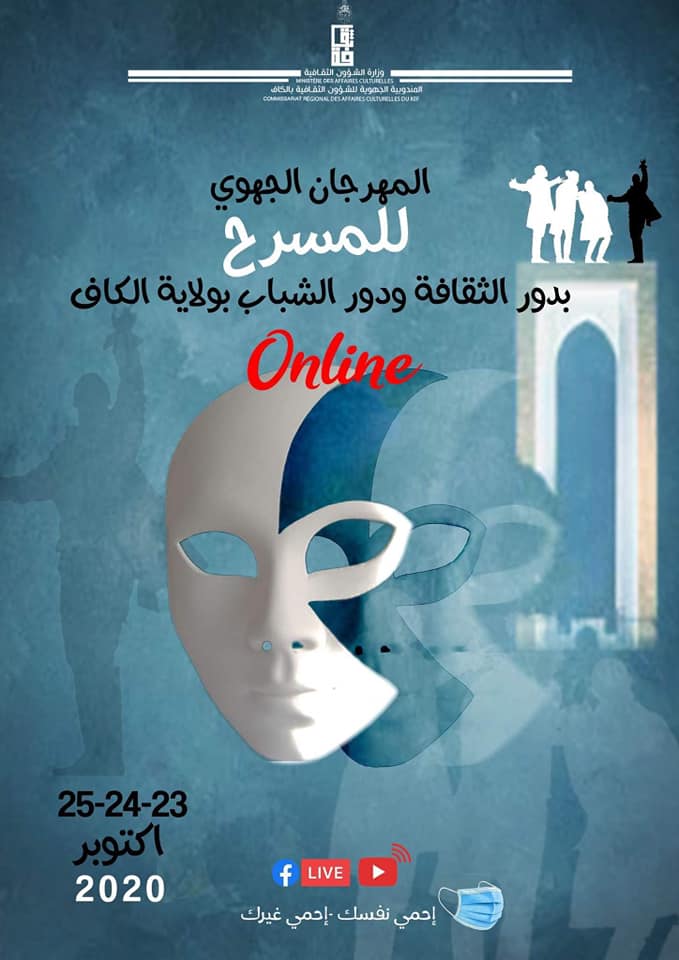 وزارة الشؤون الثقافية
MINISTÈRE DES AFFAIRES CULTURELLES
المندوبية الجهوية للشؤون الثقافية بالكاف
COMMISSARIAT RÉGIONAL DES AFFAIRES CULTURELLES DU KEF
المهرجان الجهوي
للمسرح
بدور الثقافة ودور الشباب بولاية الكاف
Online
25-24-23
اكتوبر
2020
LIVE
إحمي نفسك -إحمي غيرك